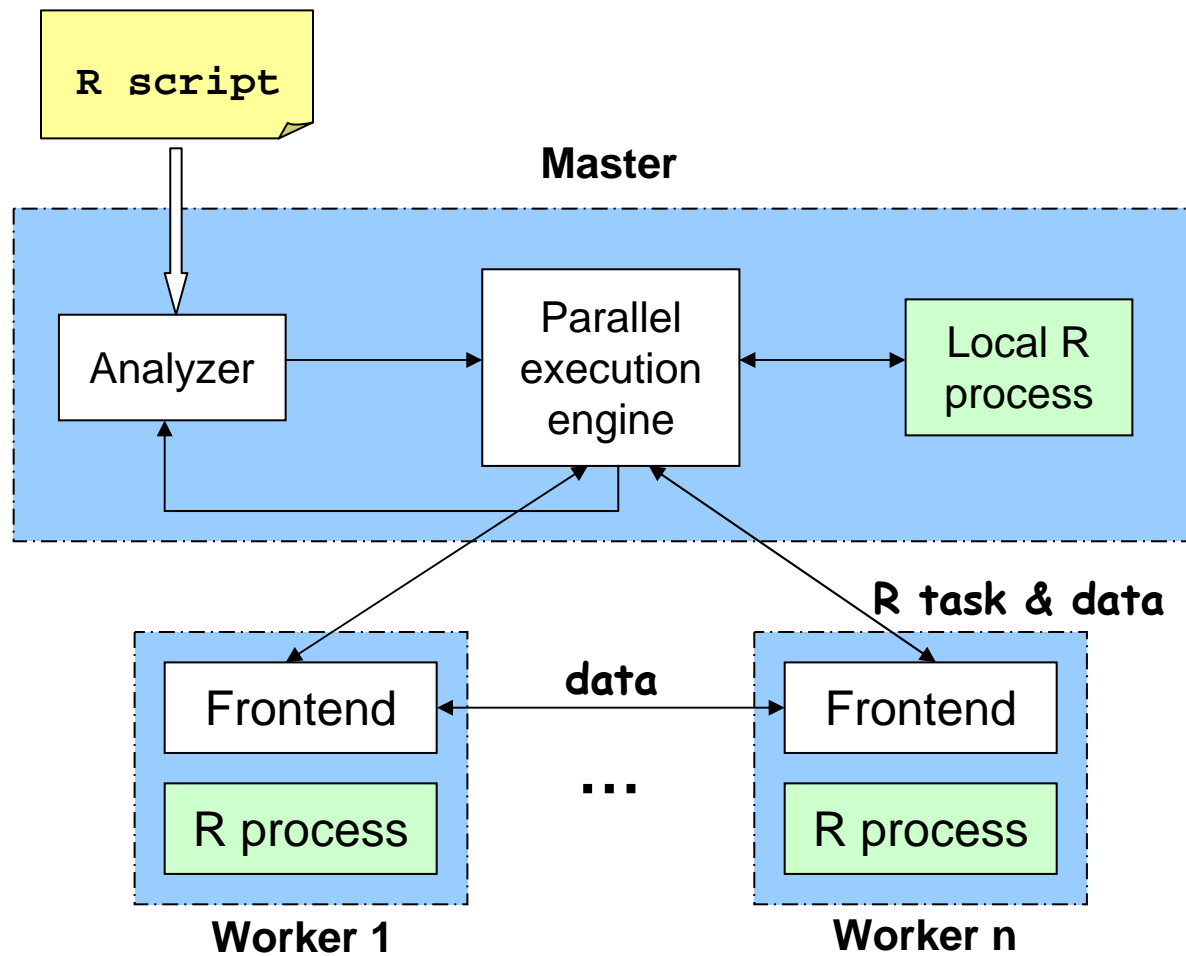 R script
Master
Analyzer
Parallel
execution
engine
Local R
process
R task & data
Frontend
data
Frontend
...
R process
R process
Worker 1
Worker n